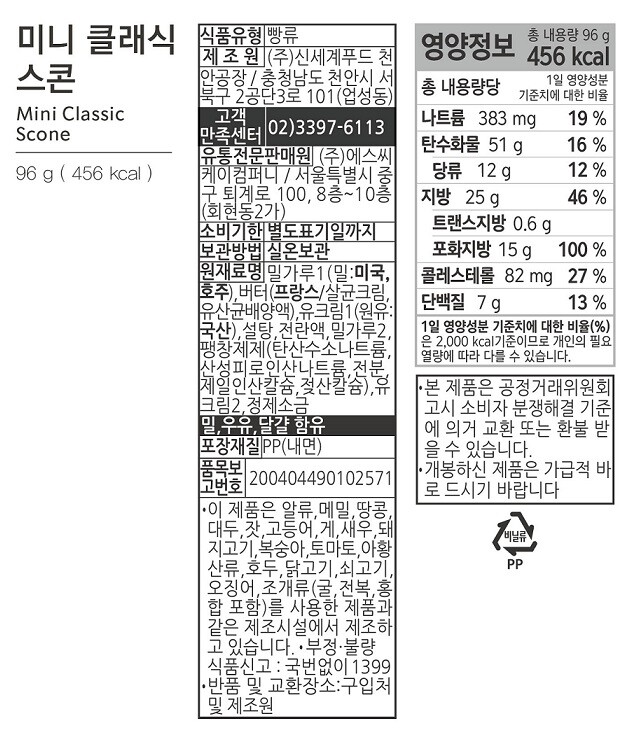 미니 클래식
스콘
Mini Classic
Scone
96 g ( 456 kcal )
식품유형 빵류
제 조 원 (주)신세계푸드 천
안공장 / 충청남도 천안시 서
북구 2공단3로 101(업성동)
고객
만족센터 02)3397-6113
유통전문판매원 (주)에스씨
케이컴퍼니 / 서울특별시 중
구 퇴계로 100, 8층~10층
(회현동2가)
소비기한 별도표기일까지
보관방법 실온보관
원재료명 밀가루1(밀:미국,
호주),버터(프랑스/살균크림,
유산균배양액),유크림1(원유:
국산),설탕,전란액,밀가루2,
팽창제제(탄산수소나트륨,
산성피로인산나트륨,전분,
제일인산칼슘,젖산칼슘),유
크림2,정제소금
밀,우유,달걀 함유
포장재질 PP(내면)
품목보
고번호 200404490102571
·이 제품은 알류,메밀,땅콩,
대두,잣,고등어,게,새우,돼
지고기,복숭아,토마토,아황
산류,호두,닭고기,쇠고기,
오징어,조개류(굴,전복,홍
합 포함)를 사용한 제품과
같은 제조시설에서 제조하
고 있습니다. ·부정·불량
식품신고 : 국번없이 1399
·반품 및 교환장소:구입처
및 제조원
영양정보 총 내용량 96 g
456 kcal
총 내용량당 1일 영양성분
기준치에 대한 비율
나트륨 383 mg 19 %
탄수화물 51 g 16 %
당류 12 g 12 %
지방 25 g 46 %
트랜스지방 0.6 g
포화지방 15 g 100 %
콜레스테롤 82 mg 27 %
단백질 7 g 13 %
1일 영양성분 기준치에 대한 비율(%)
은 2,000 kcal기준이므로 개인의 필요
열량에 따라 다를 수 있습니다.
·본 제품은 공정거래위원회
고시 소비자 분쟁해결 기준
에 의거 교환 또는 환불 받
을 수 있습니다.
·개봉하신 제품은 가급적 바
로 드시기 바랍니다
비닐류
PP